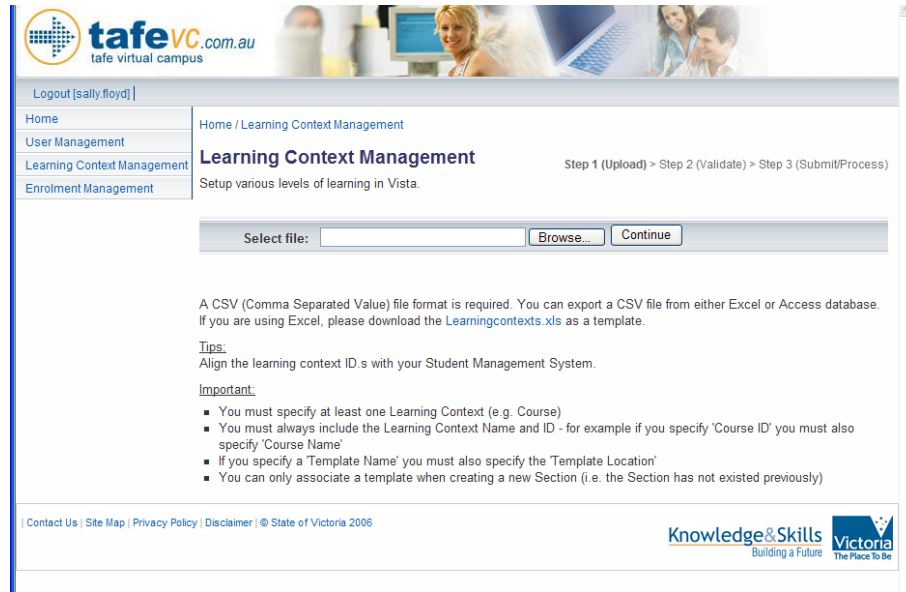 tafeVC.com.au
tafe virtual campus
Logout [sally.floyd] |
Home
User Management
Learning Context Management
Enrolment Management
Home / Learning Context Management
Learning Context Management
Step 1 (Upload) > Step 2 (Validate) > Step 3 (Submit/Process)
Setup various levels of learning in Vista.
Select file:
Browse...
Continue
A CSV (Comma Separated Value) file format is required. You can export a CSV file from either Excel or Access database.
If you are using Excel, please download the Learningcontexts.xls as a template.
Tips:
Align the learning context ID.s with your Student Management System.
Important:
▪ You must specify at least one Learning Context (e.g. Course)
▪ You must always include the Learning Context Name and ID - for example if you specify 'Course ID' you must also
specify 'Course Name'
▪ If you specify a 'Template Name' you must also specify the 'Template Location'
▪ You can only associate a template when creating a new Section (i.e. the Section has not existed previously)
| Contact Us | Site Map | Privacy Policy | Disclaimer | © State of Victoria 2006
Knowledge&Skills
Building a Future
Victoria
The Place To Be